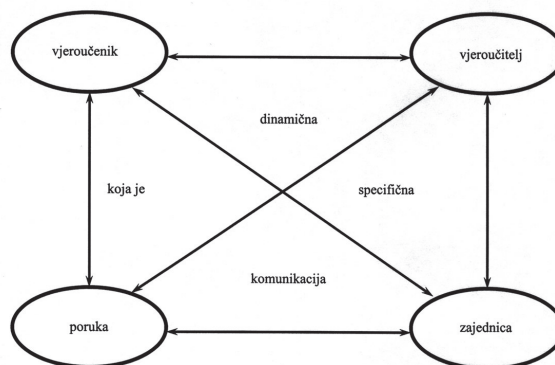 vjeroučenik
vjeroučitelj
dinamična
koja je
specifična
komunikacija
poruka
zajednica